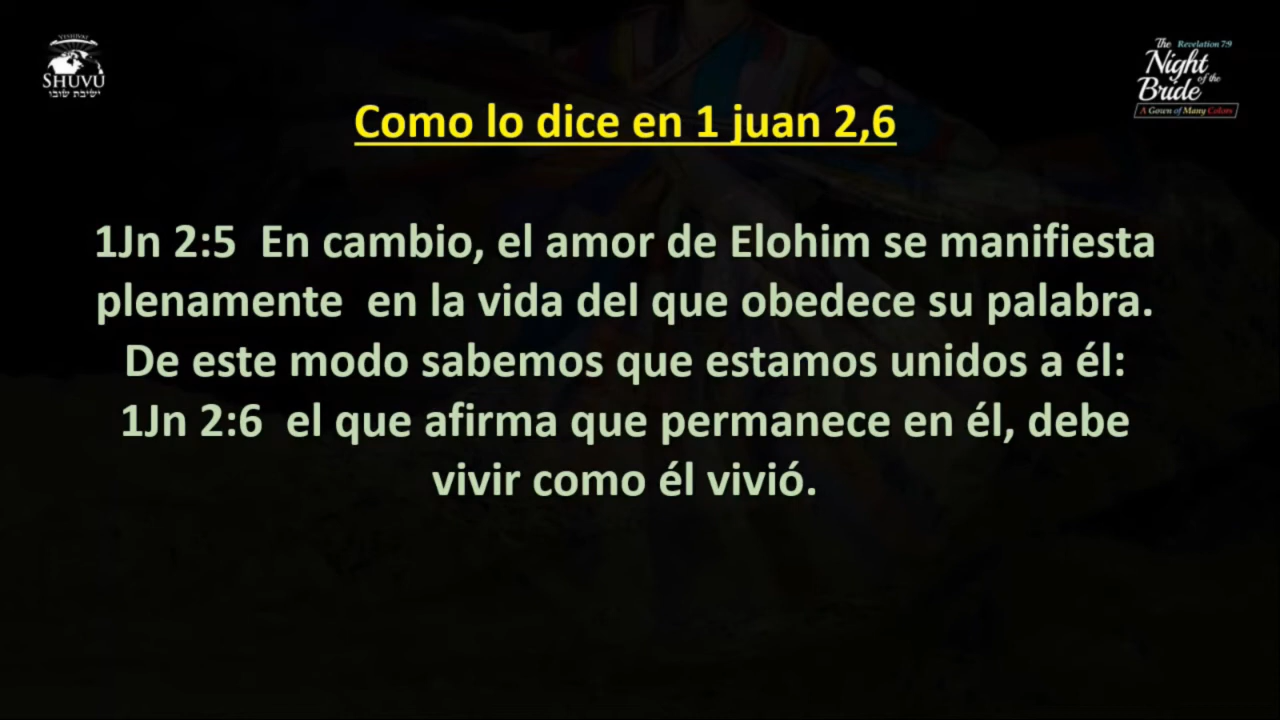 YESHIVAT
SHUVU
ישיבת שובו
The Revelation 7:9
Night
of the
Bride
A Gown of Many Colors
Como lo dice en 1 juan 2,6
1Jn 2:5 En cambio, el amor de Elohim se manifiesta
plenamente en la vida del que obedece su palabra.
De este modo sabemos que estamos unidos a él:
1Jn 2:6 el que afirma que permanece en él, debe
vivir como él vivió.